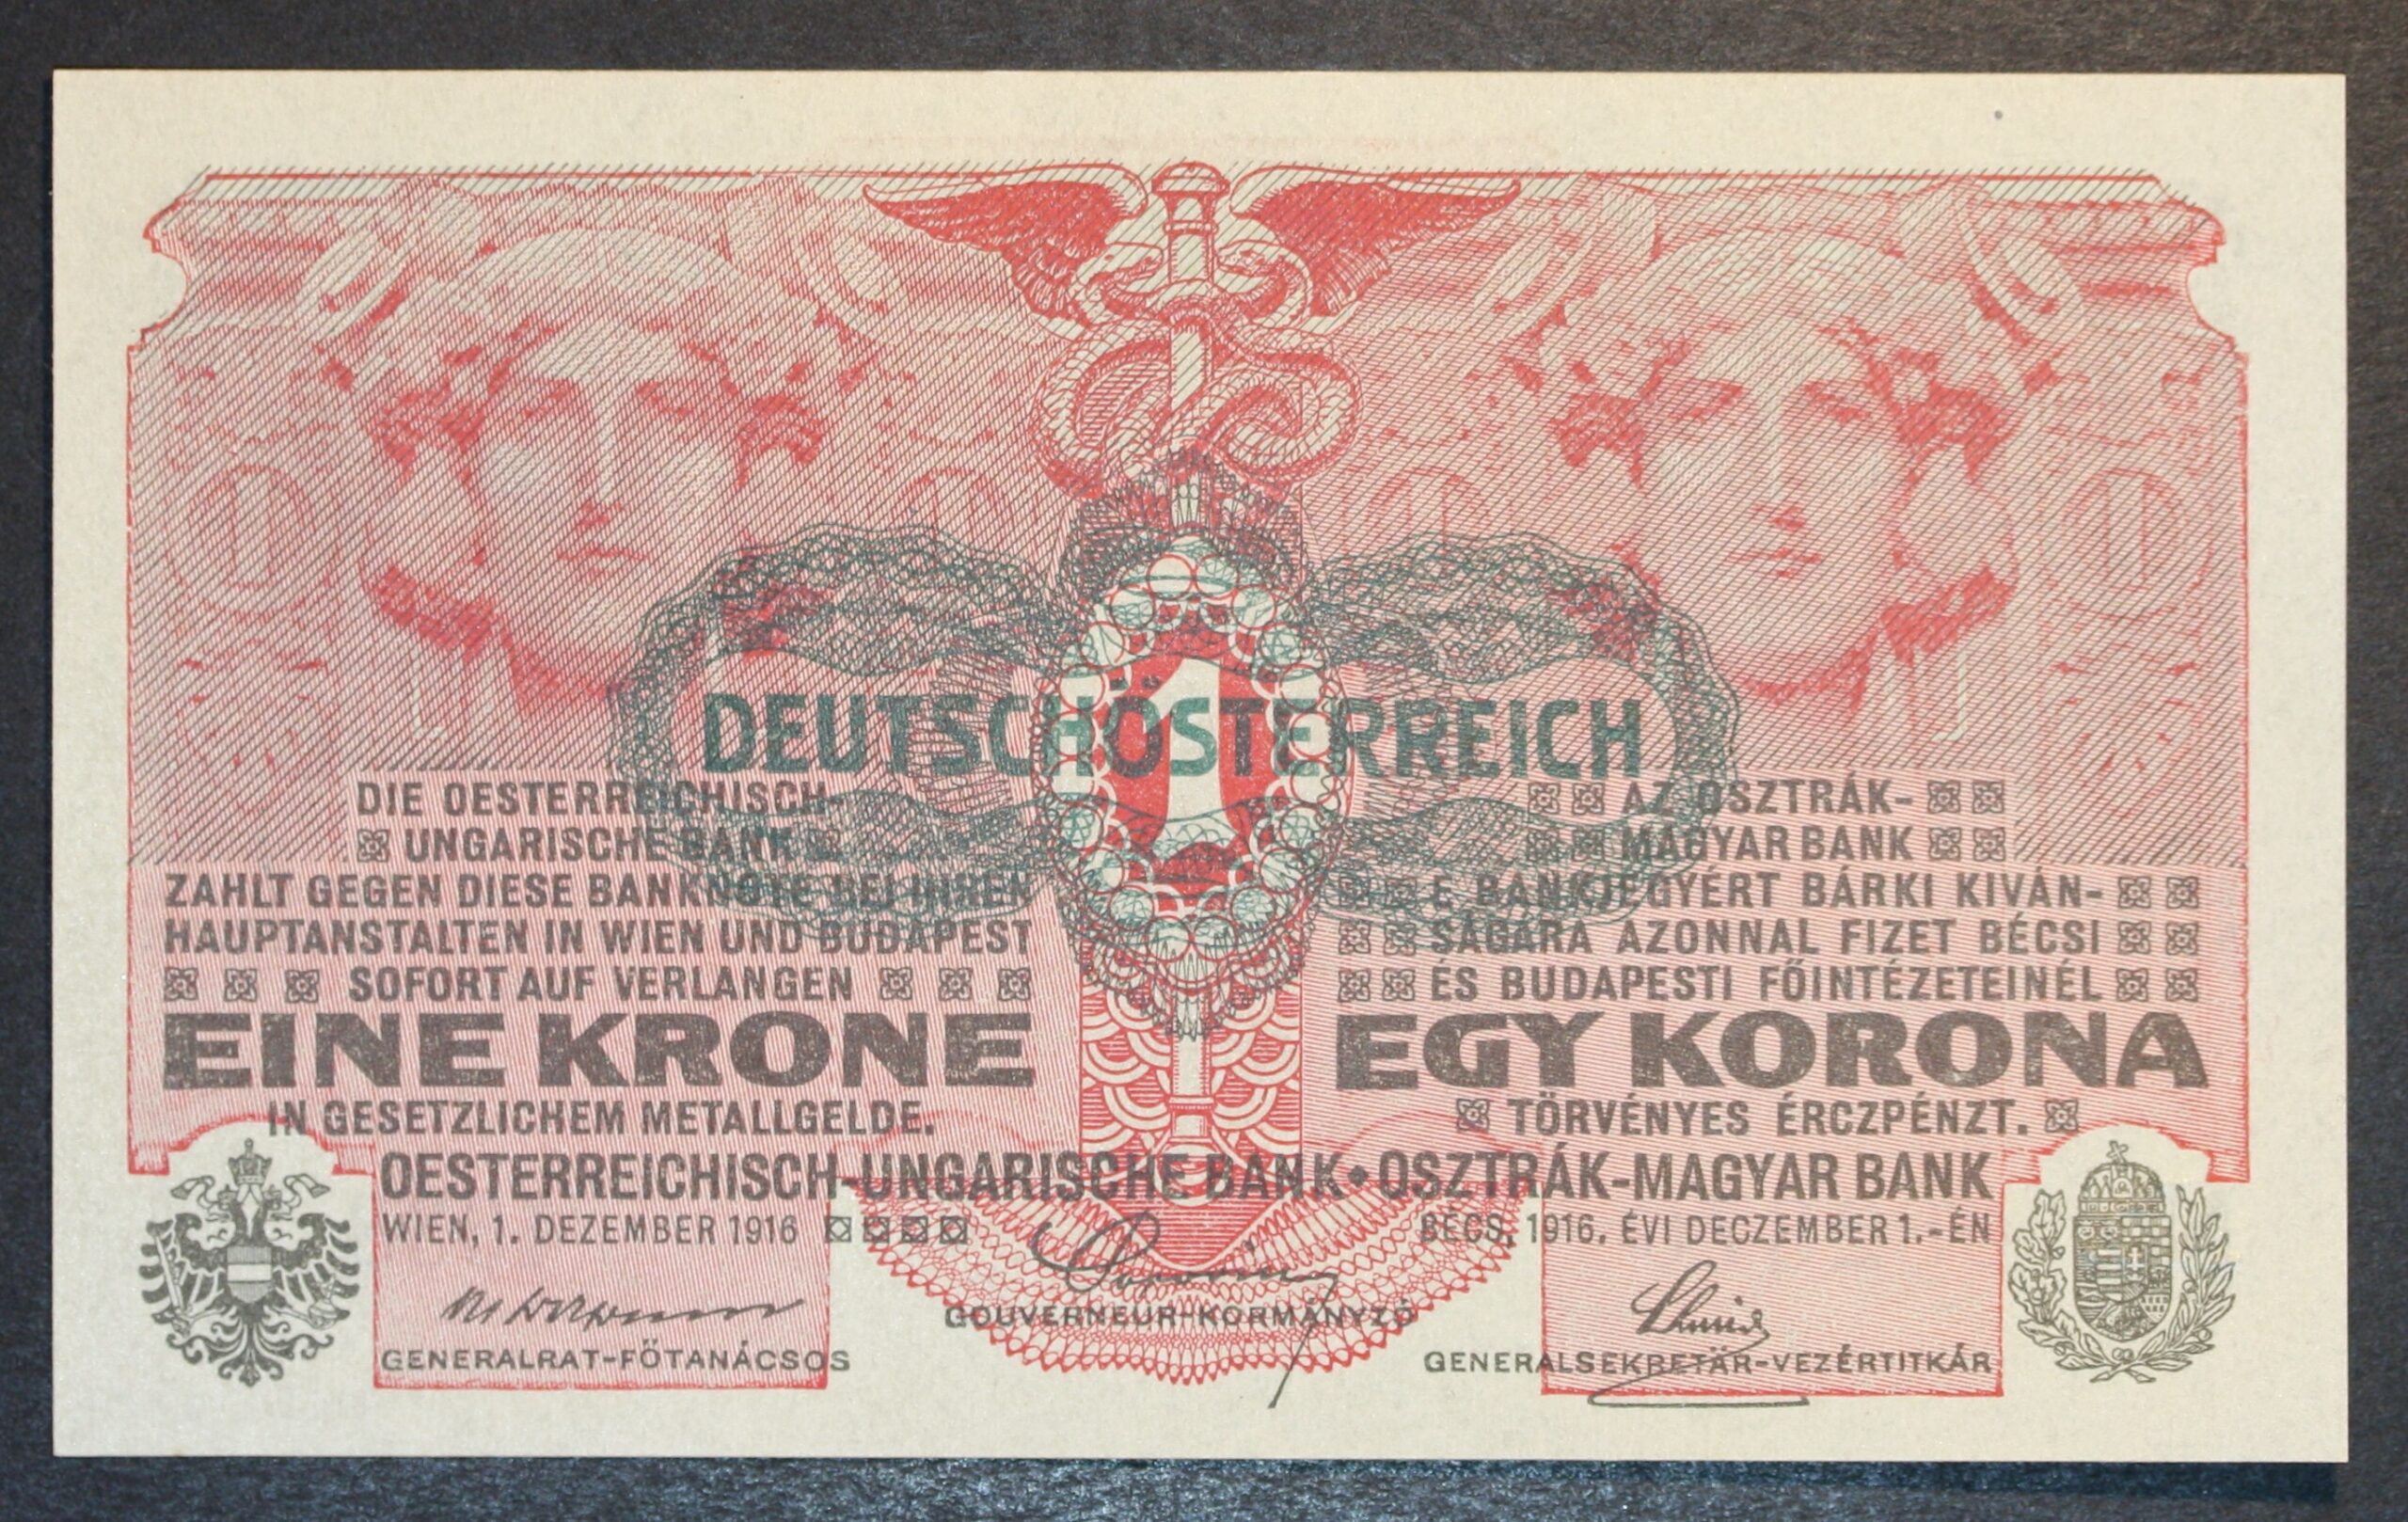 DEUTSCHÖSTERREICH
1
DIE OESTERREICHISCH-
UNGARISCHE BANK
ZAHLT GEGEN DIESE BANKNOTE BEI IHREN
HAUPTANSTALTEN IN WIEN UND BUDAPEST
SOFORT AUF VERLANGEN
EINE KRONE
IN GESETZLICHEM METALLGELDE.
AZ OSZTRÁK-
MAGYAR BANK
E BANKJEGYÉRT BÁRKI KIVÁN-
SÁGÁRA AZONNAL FIZET BÉCSI
ÉS BUDAPESTI FŐINTÉZETEINÉL
EGY KORONA
TÖRVÉNYES ÉRCZPÉNZT.
OESTERREICHISCH-UNGARISCHE BANK • OSZTRÁK-MAGYAR BANK
WIEN, 1. DEZEMBER 1916
BÉCS, 1916. ÉVI DECZEMBER 1.-ÉN
GENERALRAT-FŐTANÁCSOS
GOUVERNEUR-KORMÁNYZÓ
GENERALSEKRETÄR-VEZÉRTITKÁR